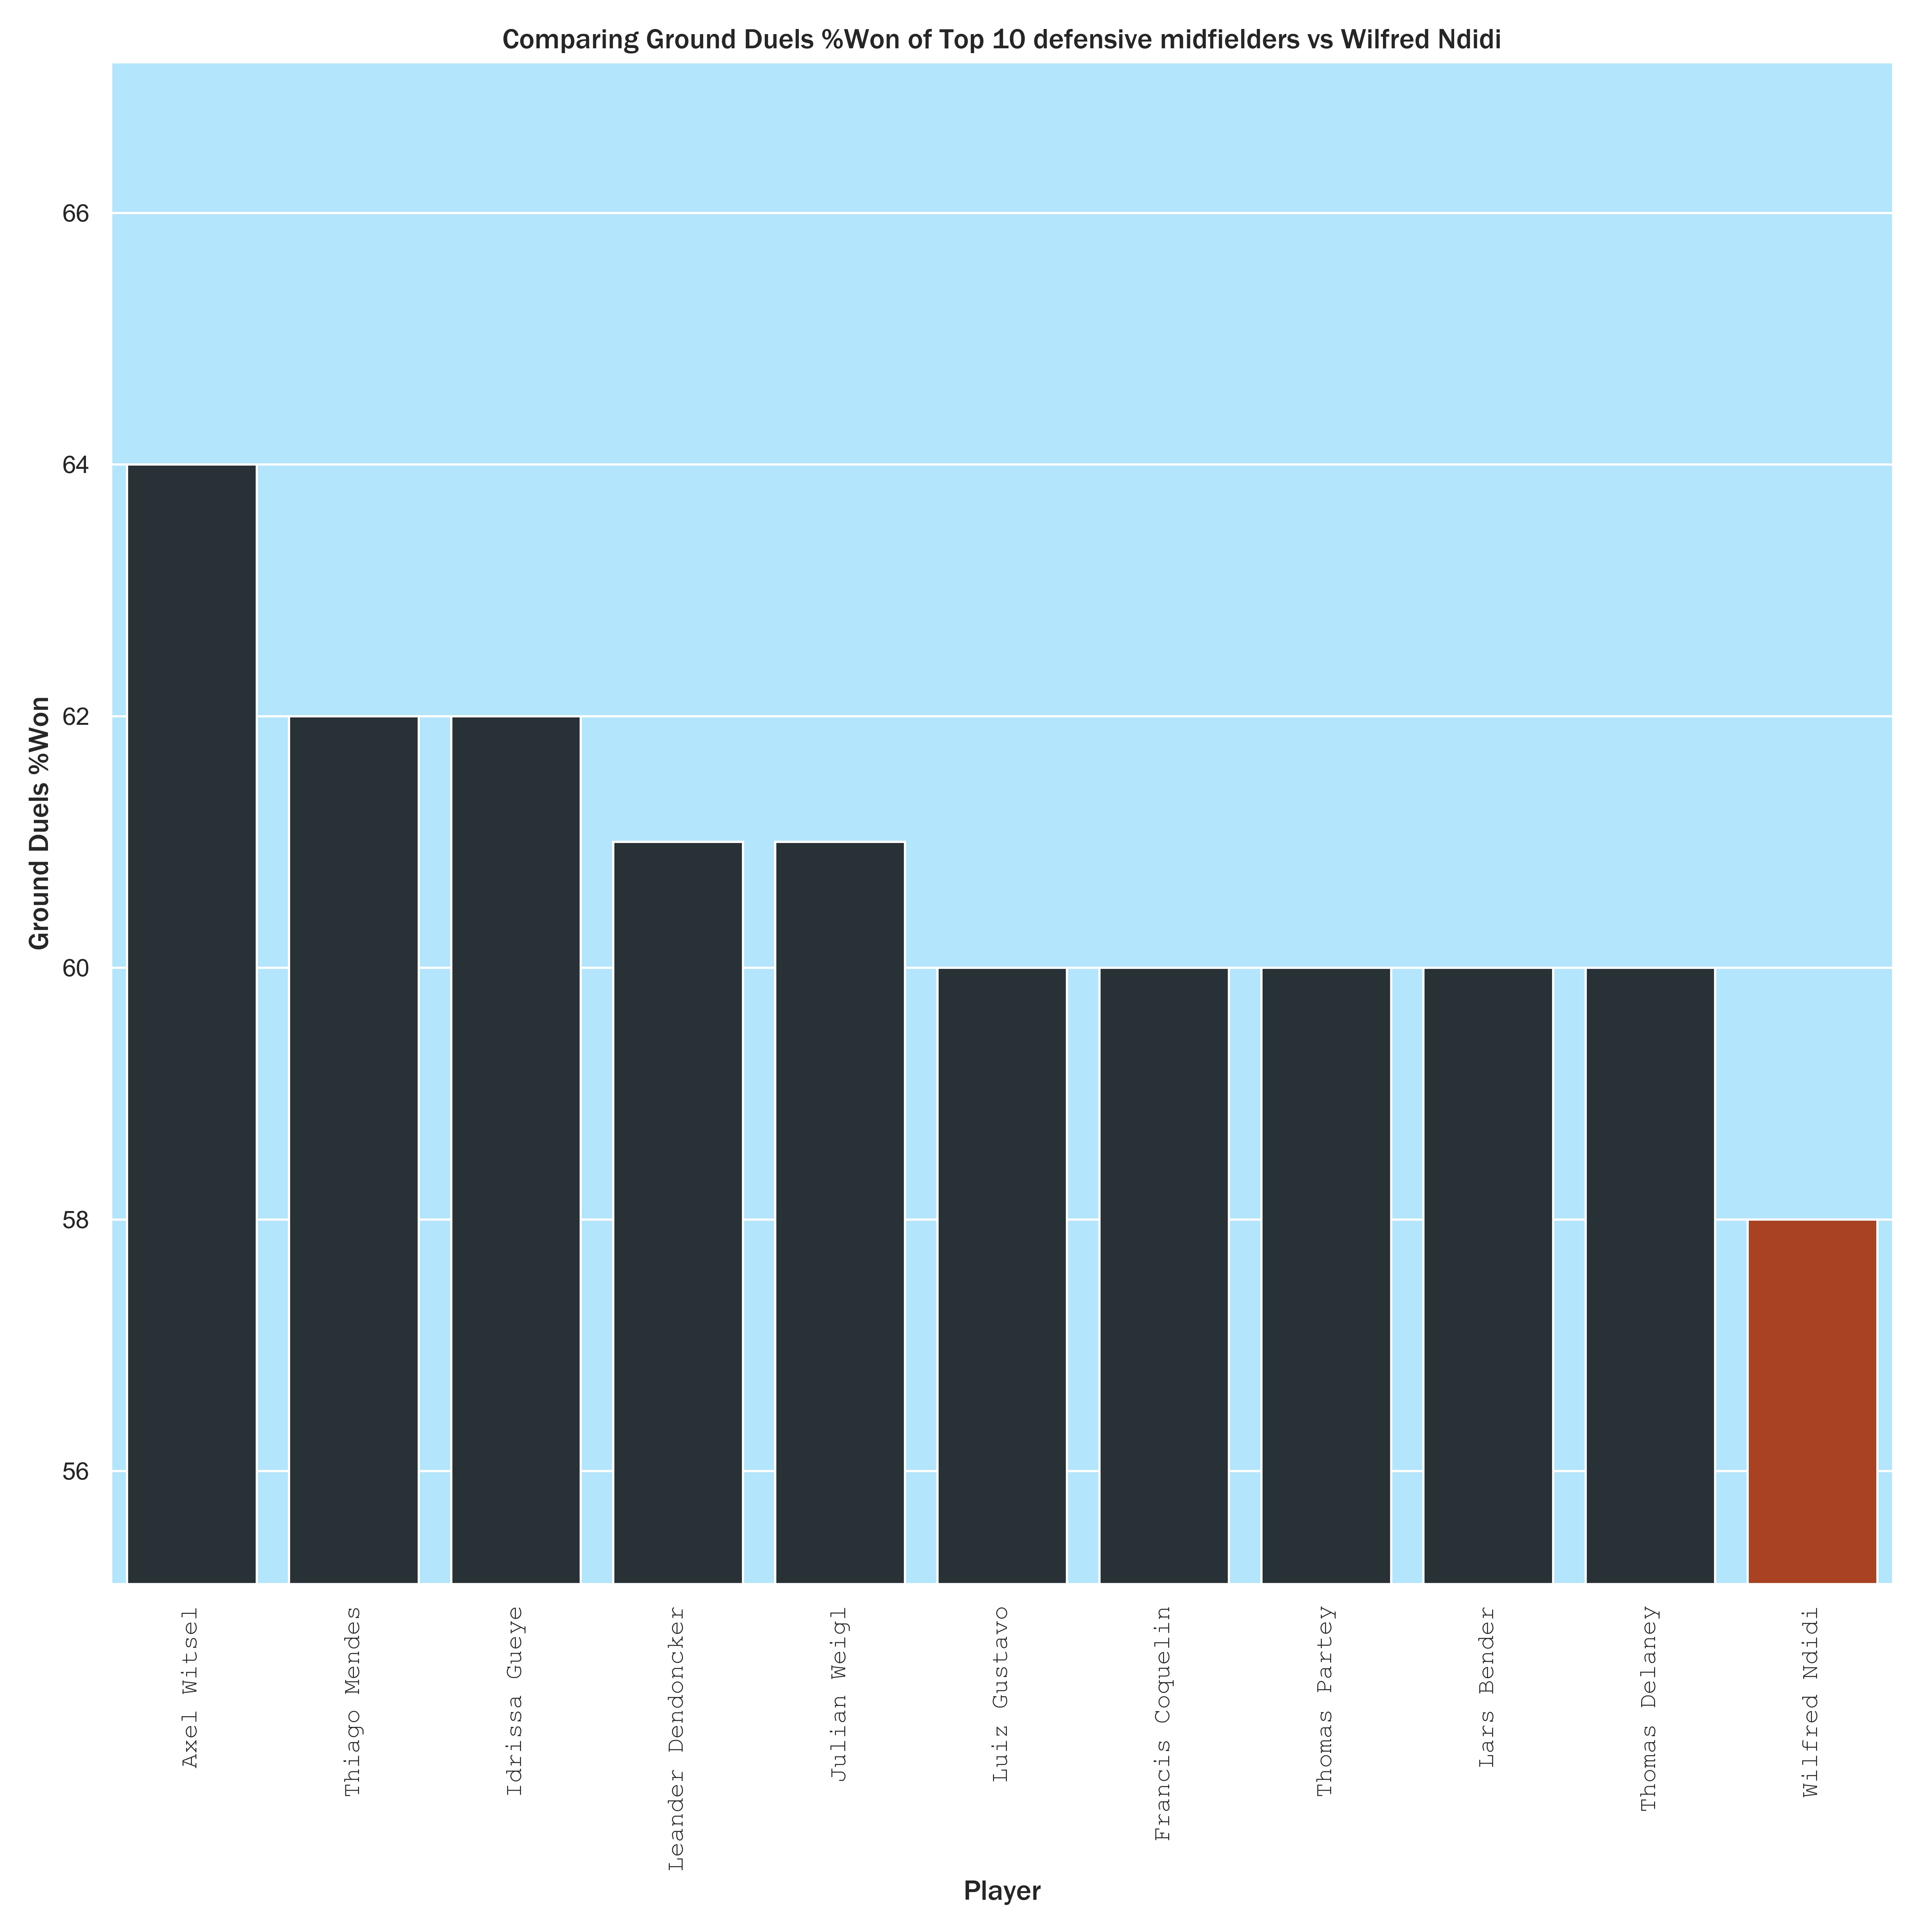 Comparing Ground Duels %Won of Top 10 defensive midfielders vs Wilfred Ndidi
Ground Duels %Won
66
64
62
60
58
56
Axel Witsel
Thiago Mendes
Idrissa Gueye
Leander Dendoncker
Julian Weigl
Luiz Gustavo
Francis Coquelin
Thomas Partey
Lars Bender
Thomas Delaney
Wilfred Ndidi
Player